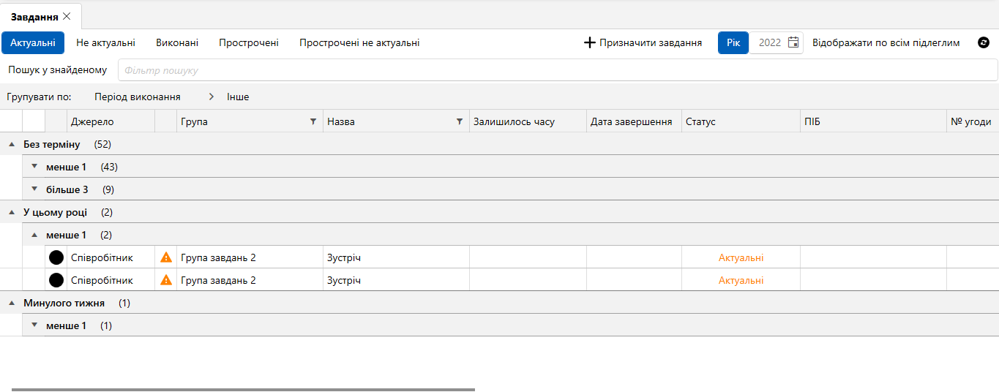 Завдання
Актуальні Не актуальні Виконані Прострочені Прострочені не актуальні Призначити завдання Рік 2022 Відображати по всім підлеглим
Пошук у знайденому Фільтр пошуку
Групувати по: Період виконання Інше
Джерело Група Назва Залишилось часу Дата завершення Статус ПІБ № угоди
Без терміну (52)
менше 1 (43)
більше 3 (9)
У цьому році (2)
менше 1 (2)
Співробітник Група завдань 2 Зустріч Актуальні
Співробітник Група завдань 2 Зустріч Актуальні
Минулого тижня (1)
менше 1 (1)